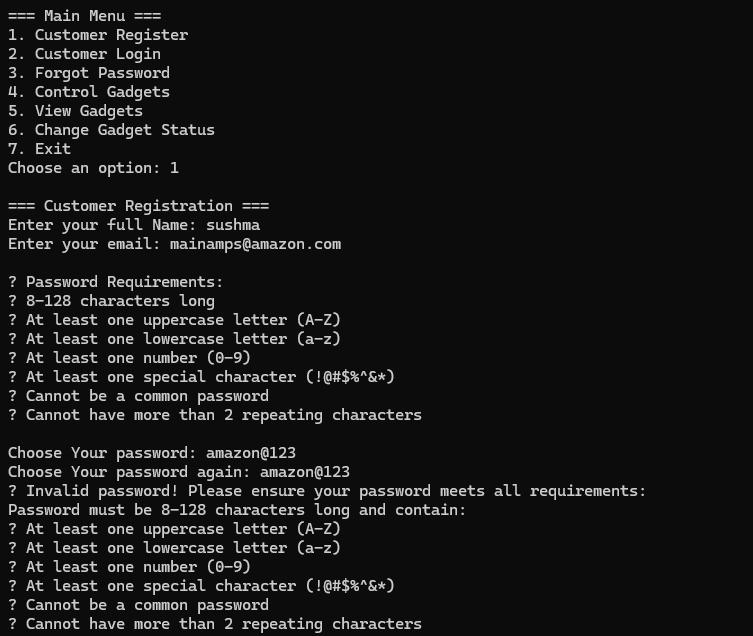 === Main Menu ===
1. Customer Register
2. Customer Login
3. Forgot Password
4. Control Gadgets
5. View Gadgets
6. Change Gadget Status
7. Exit
Choose an option: 1
=== Customer Registration ===
Enter your full Name: sushma
Enter your email: mainamps@amazon.com
? Password Requirements:
? 8-128 characters long
? At least one uppercase letter (A-Z)
? At least one lowercase letter (a-z)
? At least one number (0-9)
? At least one special character (!@#$%^&*)
? Cannot be a common password
? Cannot have more than 2 repeating characters
Choose Your password: amazon@123
Choose Your password again: amazon@123
? Invalid password! Please ensure your password meets all requirements:
Password must be 8-128 characters long and contain:
? At least one uppercase letter (A-Z)
? At least one lowercase letter (a-z)
? At least one number (0-9)
? At least one special character (!@#$%^&*)
? Cannot be a common password
? Cannot have more than 2 repeating characters